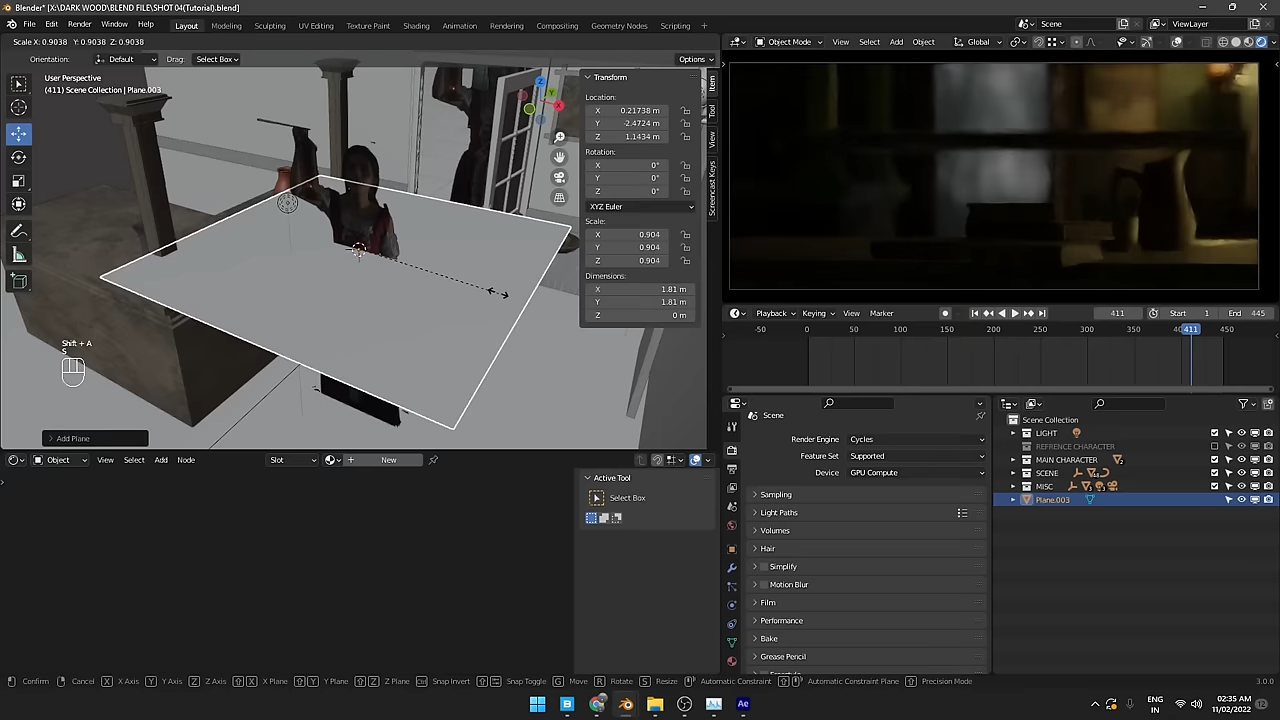 Blender* [X:\DARK WOOD\BLEND FILE\SHOT 04(Tutorial).blend]
File Edit Render Window Help Layout Modeling Sculpting UV Editing Texture Paint Shading Animation Rendering Compositing Geometry Nodes Scripting + Scene ViewLayer
Scale X: 0.9038 Y: 0.9038 Z: 0.9038
Object Mode View Select Add Object Global
Orientation: Default Drag: Select Box Options
User Perspective
(411) Scene Collection | Plane.003
Transform
Location:
X 0.21738 m
Y -2.4724 m
Z 1.1434 m
Rotation:
X 0°
Y 0°
Z 0°
XYZ Euler
Scale:
X 0.904
Y 0.904
Z 0.904
Dimensions:
X 1.81 m
Y 1.81 m
Z 0 m
Item
Tool
View
Screencast Keys
Z
Y
X
Shift + A
S
Add Plane
Playback Keying View Marker 411 Start 1 End 445
-50 0 50 100 150 200 250 300 350 411 450
Scene
Render Engine Cycles
Feature Set Supported
Device GPU Compute
Sampling
Light Paths
Volumes
Hair
Simplify
Motion Blur
Film
Performance
Bake
Grease Pencil
Scene Collection
LIGHT
REFRENCE CHARACTER
MAIN CHARACTER
SCENE
MISC
Plane.003
Object View Select Add Node Slot New
Active Tool
Select Box
Confirm Cancel X X Axis Y Y Axis Z Z Axis X X Plane Y Y Plane Z Z Plane Snap Invert Snap Toggle G Move R Rotate S Resize Automatic Constraint Automatic Constraint Plane Precision Mode 3.0.0
ENG
IN
02:35 AM
11/02/2022